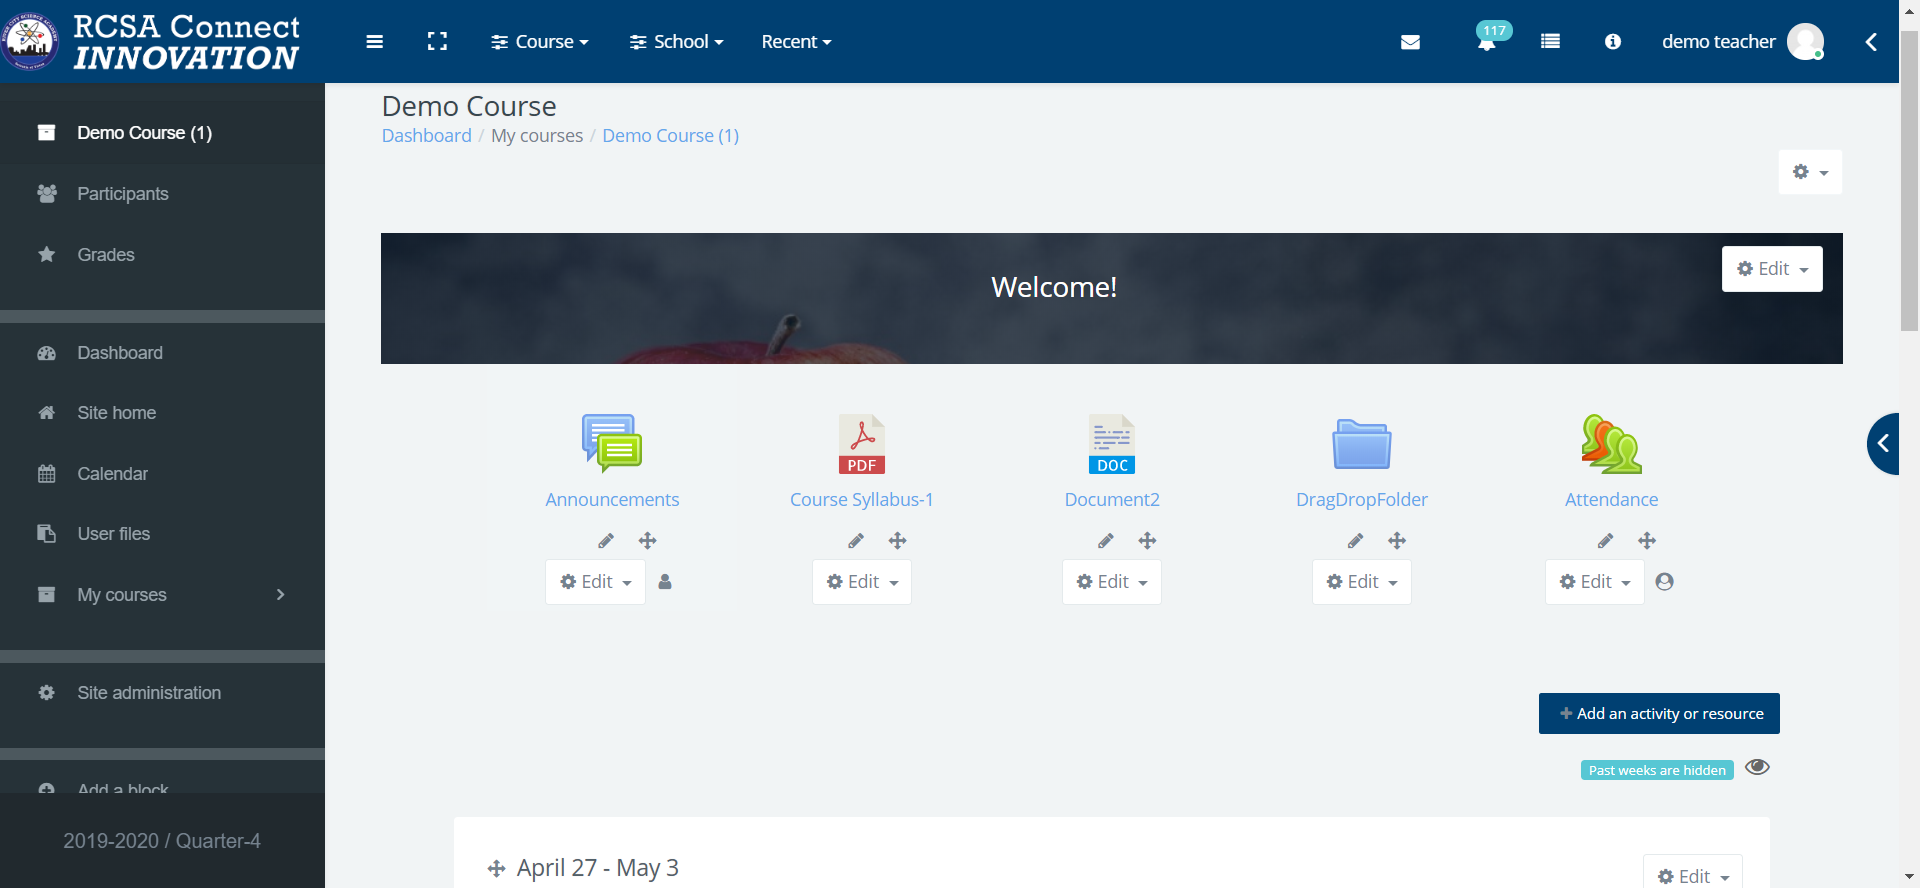 RCSA Connect
INNOVATION
Course
School
Recent
117
demo teacher
Demo Course (1)
Participants
Grades
Dashboard
Site home
Calendar
User files
My courses
Site administration
Add a block
2019-2020 / Quarter-4
Demo Course
Dashboard / My courses / Demo Course (1)
Welcome!
Edit
Announcements
Edit
PDF
Course Syllabus-1
Edit
DOC
Document2
Edit
DragDropFolder
Edit
Attendance
Edit
+ Add an activity or resource
Past weeks are hidden
April 27 - May 3
Edit